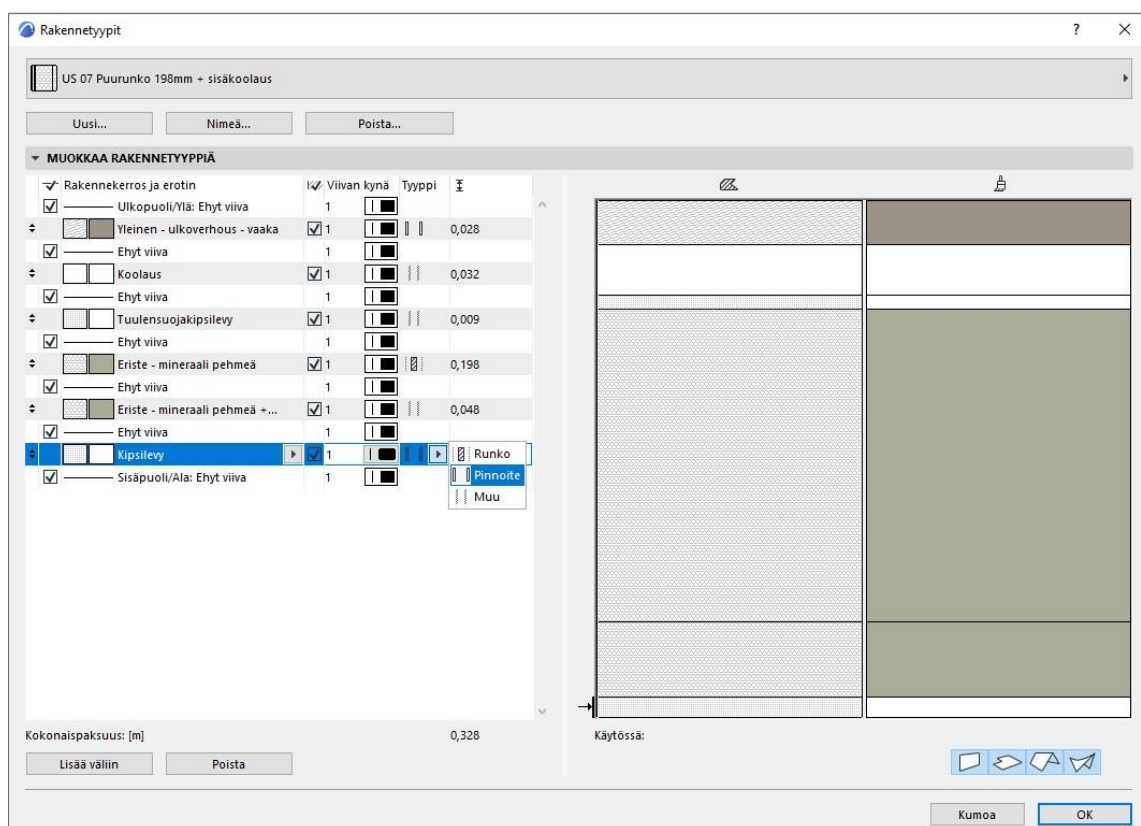 Rakennetyypit ? ×
US 07 Puurunko 198mm + sisäkoolaus
Uusi... Nimeä... Poista...
MUOKKAA RAKENNETYYPPIÄ
Rakennekerros ja erotin Viivan kynä Tyyppi
Ulkopuoli/Ylä: Ehyt viiva 1
Yleinen - ulkoverhous - vaaka 1 0,028
Ehyt viiva 1
Koolaus 1 0,032
Ehyt viiva 1
Tuulensuojakipsilevy 1 0,009
Ehyt viiva 1
Eriste - mineraali pehmeä 1 0,198
Ehyt viiva 1
Eriste - mineraali pehmeä +... 1 0,048
Ehyt viiva 1
Kipsilevy 1 Runko
Sisäpuoli/Ala: Ehyt viiva 1 Pinnoite
Muu
Kokonaispaksuus: [m] 0,328 Käytössä:
Lisää väliin Poista
Kumoa OK